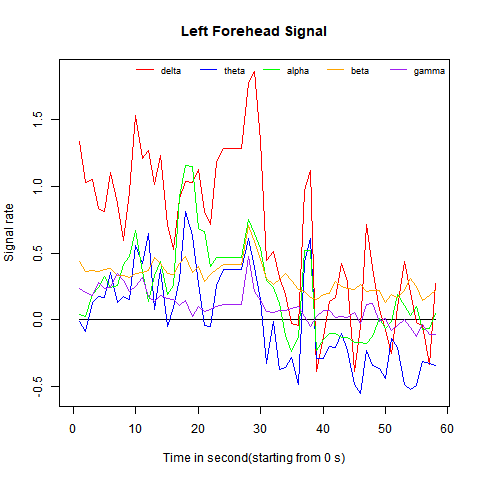 Left Forehead Signal
delta theta alpha beta gamma
Signal rate
1.5
1.0
0.5
0.0
-0.5
0 10 20 30 40 50 60
Time in second(starting from 0 s)